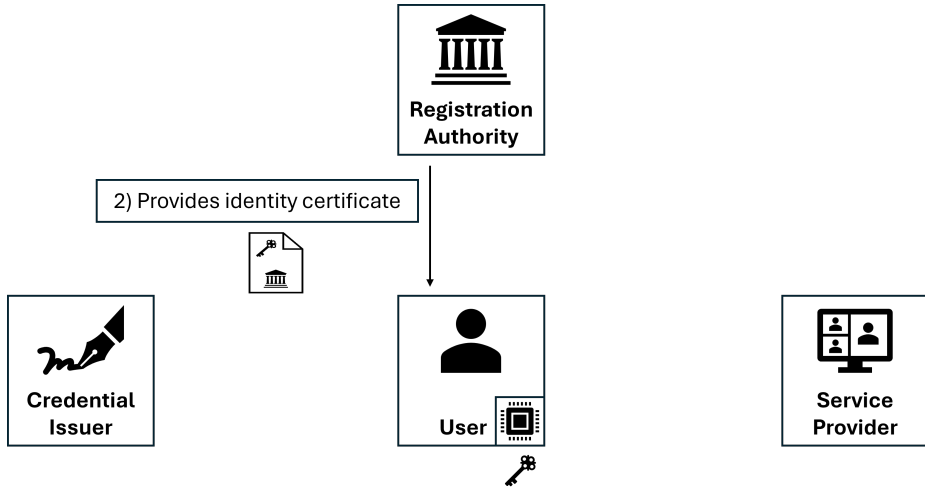 Registration
Authority
2) Provides identity certificate
Credential
Issuer
User
Service
Provider